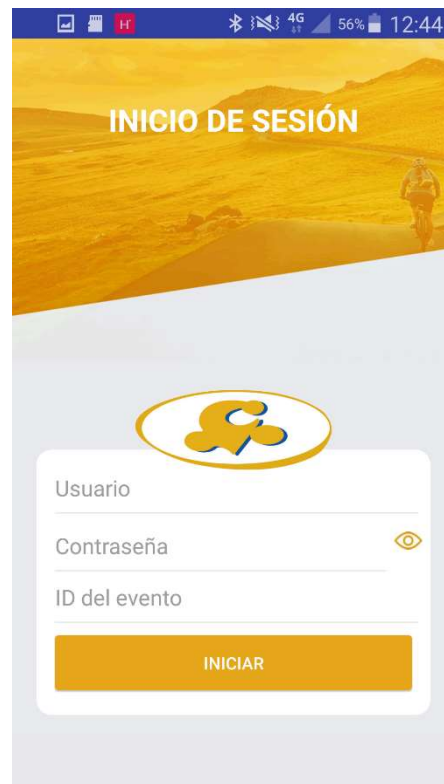 H
4G
56%
12:44
INICIO DE SESIÓN
Usuario
Contraseña
ID del evento
INICIAR